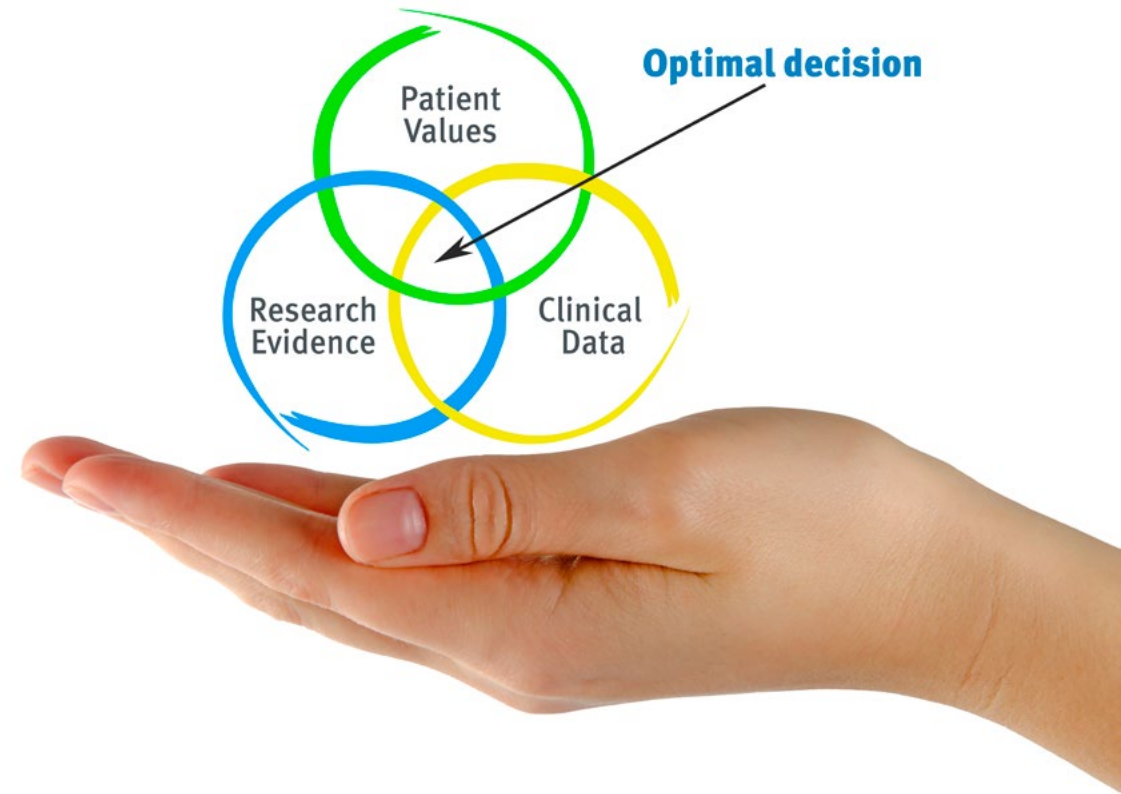 Optimal decision
Patient
Values
Research
Evidence
Clinical
Data